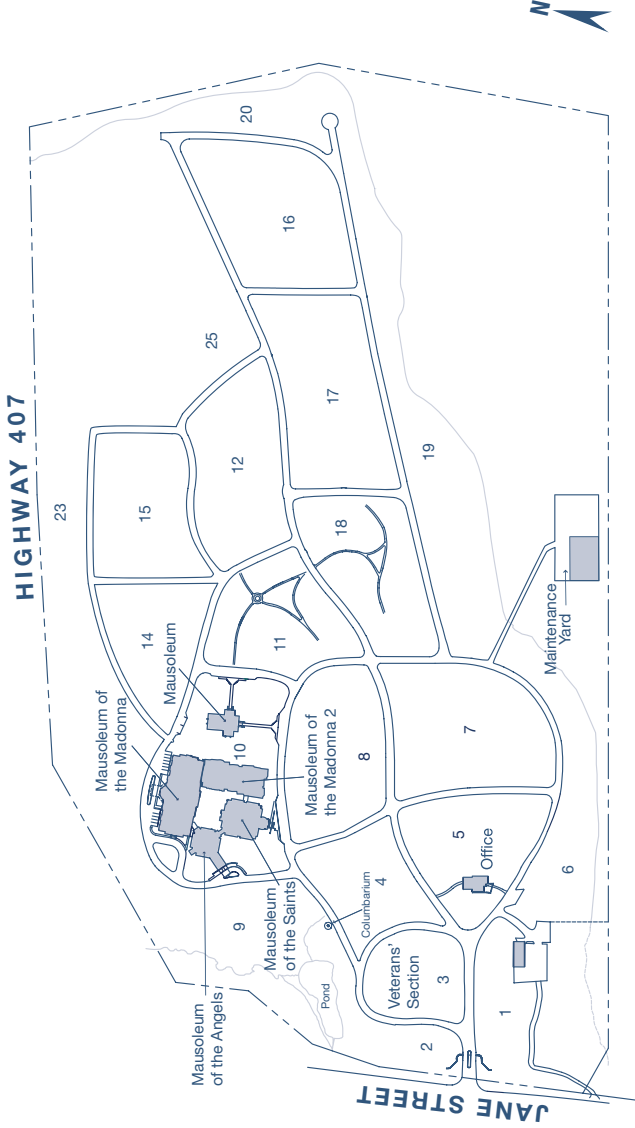 N
HIGHWAY 407
20
16
25
17
23
12
15
19
18
Maintenance
Yard
14
11
Mausoleum
Mausoleum of
the Madonna
10
Mausoleum of
the Madonna 2
8
7
5
Office
6
4
Columbarium
Mausoleum
of the Saints
9
Mausoleum
of the Angels
Pond
Veterans'
Section
3
2
1
JANE STREET